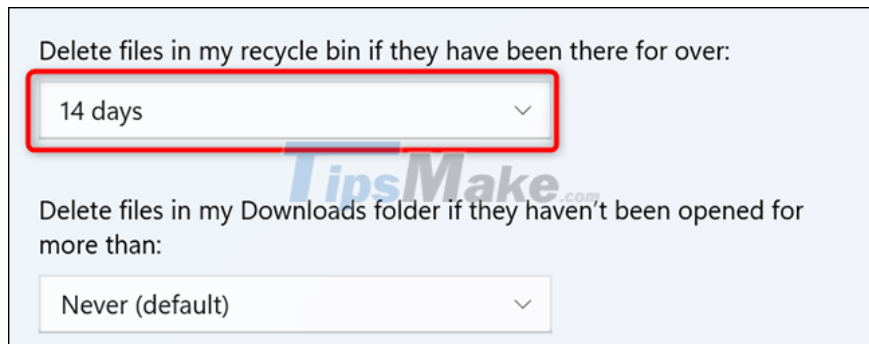 Delete files in my recycle bin if they have been there for over:
14 days
TipsMake.com
Delete files in my Downloads folder if they haven't been opened for
more than:
Never (default)